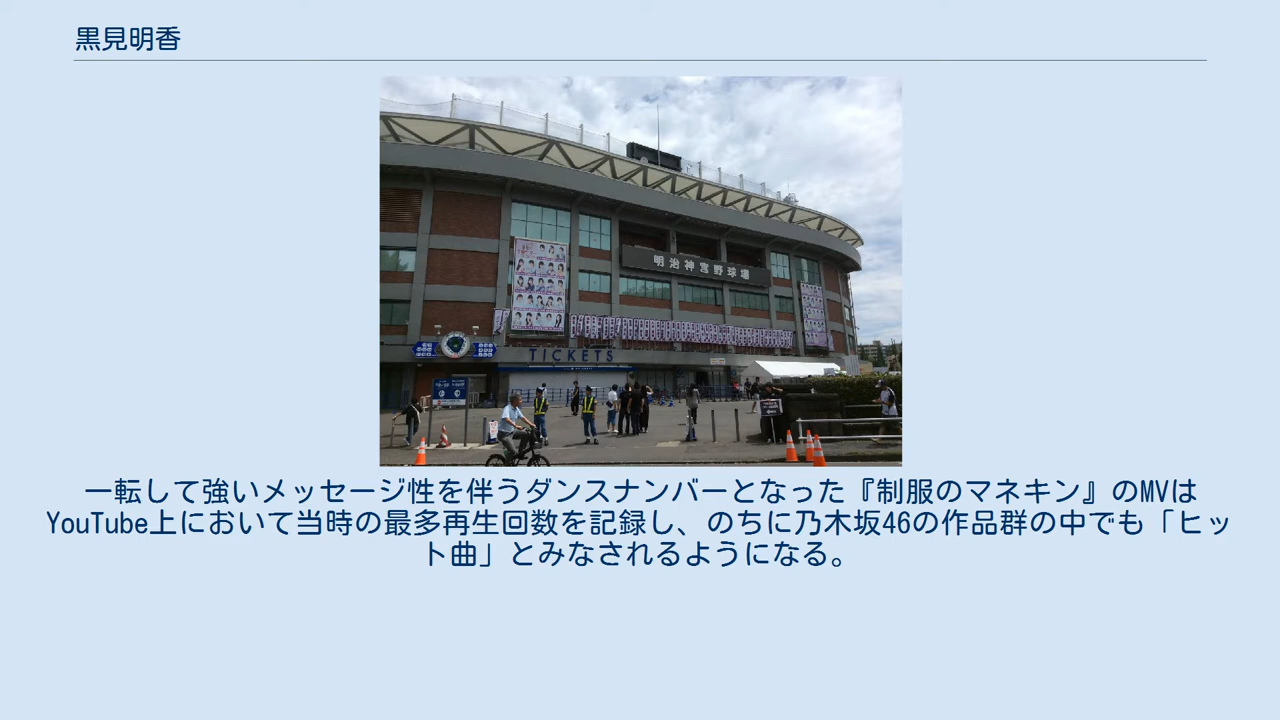 黒見明香
明治神宮野球場
TICKETS
一転して強いメッセージ性を伴うダンスナンバーとなった『制服のマネキン』のMVは
YouTube上において当時の最多再生回数を記録し、のちに乃木坂46の作品群の中でも「ヒッ
ト曲」とみなされるようになる。